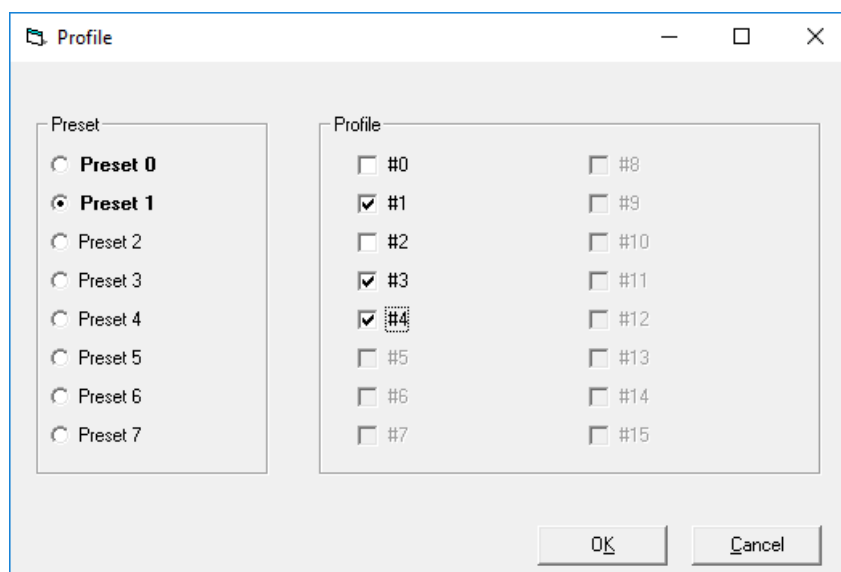 Profile
Preset
Preset 0
Preset 1
Preset 2
Preset 3
Preset 4
Preset 5
Preset 6
Preset 7
Profile
#0
#1
#2
#3
#4
#5
#6
#7
#8
#9
#10
#11
#12
#13
#14
#15
OK
Cancel